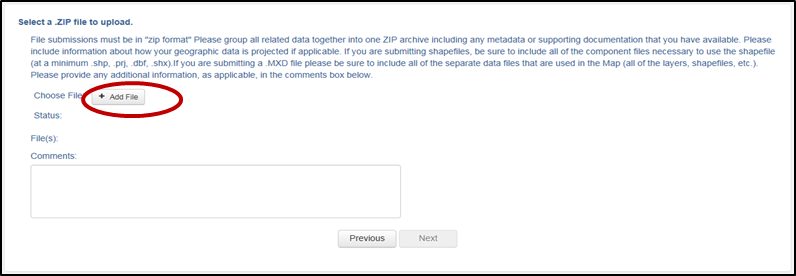 Select a .ZIP file to upload.
File submissions must be in "zip format" Please group all related data together into one ZIP archive including any metadata or supporting documentation that you have available. Please
include information about how your geographic data is projected if applicable. If you are submitting shapefiles, be sure to include all of the component files necessary to use the shapefile
(at a minimum .shp, .prj, .dbf, .shx).If you are submitting a .MXD file please be sure to include all of the separate data files that are used in the Map (all of the layers, shapefiles, etc.).
Please provide any additional information, as applicable, in the comments box below.
Choose File: + Add File
Status:
File(s):
Comments:
Previous Next